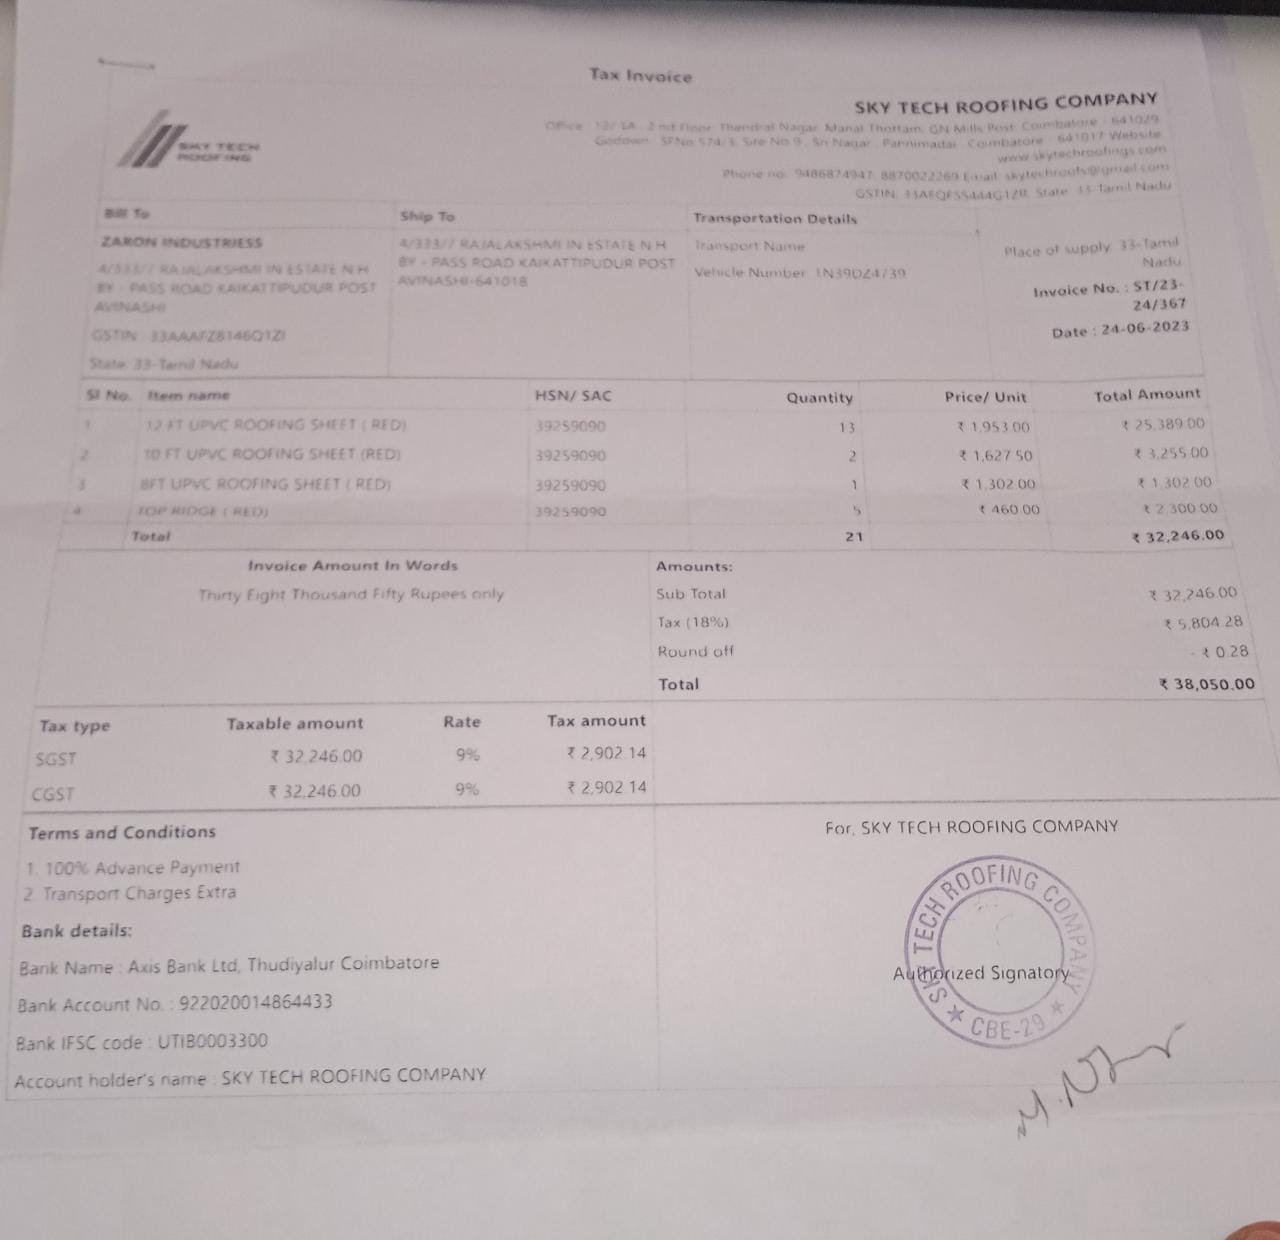 Tax Invoice
SKY TECH ROOFING COMPANY
Office : 12/ 1A , 2 nd Floor, Thendral Nagar, Manal Thottam, GN Mills Post, Coimbatore - 641029
Godown : SFNo 574/3, Site No 9 , Sri Nagar , Pannimadai , Coimbatore - 641017 Website
www.skytechroofings.com
Phone no.: 9486874947, 8870022269 Email: skytechroofs@gmail.com
State: 33-Tamil Nadu
SKY TECH
ROOFING
Bill To
ZARON INDUSTRIESS
4/333/7 RAJALAKSHMI IN ESTATE N H
BY - PASS ROAD KAIKATTIPUDUR POST
AVINASHI
GSTIN : 33AAAFZ8146Q1ZI
State: 33-Tamil Nadu
Ship To
4/333/7 RAJALAKSHMI IN ESTATE N H
BY - PASS ROAD KAIKATTIPUDUR POST
AVINASHI-641018
Transportation Details
Transport Name
Vehicle Number: TN39DZ4739
Place of supply: 33-Tamil
Nadu
Invoice No. : ST/23-
24/367
Date : 24-06-2023
Sl No. Item name HSN/ SAC Quantity Price/ Unit Total Amount
1 12 FT UPVC ROOFING SHEET ( RED) 39259090 13 ₹ 1,953.00 ₹ 25,389.00
2 10 FT UPVC ROOFING SHEET (RED) 39259090 2 ₹ 1,627.50 ₹ 3,255.00
3 8FT UPVC ROOFING SHEET ( RED) 39259090 1 ₹ 1,302.00 ₹ 1,302.00
4 TOP RIDGE ( RED) 39259090 5 ₹ 460.00 ₹ 2,300.00
Total 21 ₹ 32,246.00
Invoice Amount In Words
Thirty Eight Thousand Fifty Rupees only
Amounts:
Sub Total ₹ 32,246.00
Tax (18%) ₹ 5,804.28
Round off - ₹ 0.28
Total ₹ 38,050.00
Tax type Taxable amount Rate Tax amount
SGST ₹ 32,246.00 9% ₹ 2,902.14
CGST ₹ 32,246.00 9% ₹ 2,902.14
Terms and Conditions
1. 100% Advance Payment
2. Transport Charges Extra
Bank details:
Bank Name : Axis Bank Ltd, Thudiyalur Coimbatore
Bank Account No. : 922020014864433
Bank IFSC code : UTIB0003300
Account holder's name : SKY TECH ROOFING COMPANY
For, SKY TECH ROOFING COMPANY
SKY TECH ROOFING COMPANY
★ CBE-29 ★
Authorized Signatory